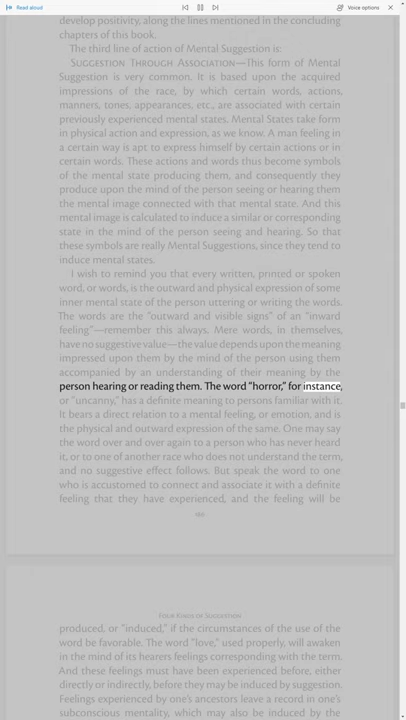 Read aloud
Voice options
develop positivity, along the lines mentioned in the concluding
chapters of this book.
The third line of action of Mental Suggestion is:
SUGGESTION THROUGH ASSOCIATION—This form of Mental
Suggestion is very common. It is based upon the acquired
impressions of the race, by which certain words, actions,
manners, tones, appearances, etc., are associated with certain
previously experienced mental states. Mental States take form
in physical action and expression, as we know. A man feeling in
a certain way is apt to express himself by certain actions or in
certain words. These actions and words thus become symbols
of the mental state producing them, and consequently they
produce upon the mind of the person seeing or hearing them
the mental image connected with that mental state. And this
mental image is calculated to induce a similar or corresponding
state in the mind of the person seeing and hearing. So that
these symbols are really Mental Suggestions, since they tend to
induce mental states.
I wish to remind you that every written, printed or spoken
word, or words, is the outward and physical expression of some
inner mental state of the person uttering or writing the words.
The words are the “outward and visible signs” of an “inward
feeling”—remember this always. Mere words, in themselves,
have no suggestive value—the value depends upon the meaning
impressed upon them by the mind of the person using them
accompanied by an understanding of their meaning by the
person hearing or reading them. The word “horror,” for instance,
or “uncanny,” has a definite meaning to persons familiar with it.
It bears a direct relation to a mental feeling, or emotion, and is
the physical and outward expression of the same. One may say
the word over and over again to a person who has never heard
it, or to one of another race who does not understand the term,
and no suggestive effect follows. But speak the word to one
who is accustomed to connect and associate it with a definite
feeling that they have experienced, and the feeling will be
FOUR KINDS OF SUGGESTION
produced, or “induced,” if the circumstances of the use of the
word be favorable. The word “love,” used properly, will awaken
in the mind of its hearers feelings corresponding with the term.
And these feelings must have been experienced before, either
directly or indirectly, before they may be induced by suggestion.
Feelings experienced by one’s ancestors leave a record in one’s
subconscious mentality, which may also be induced by the